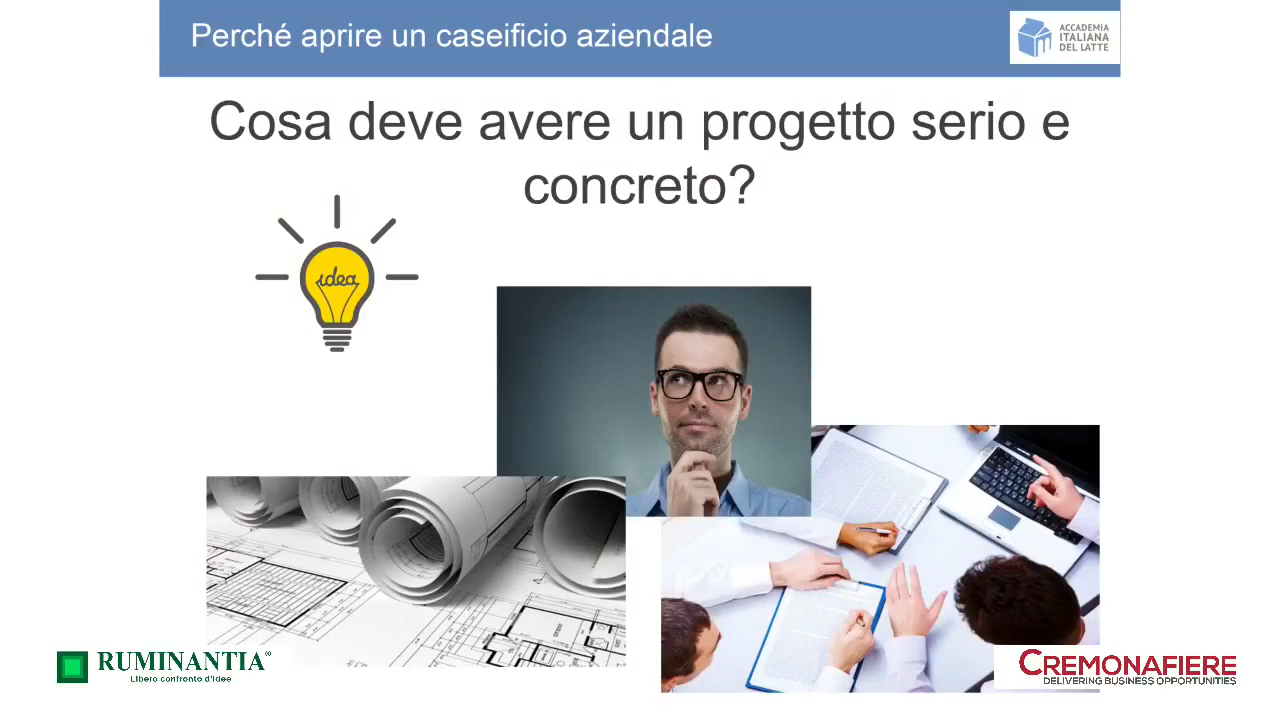 Perché aprire un caseificio aziendale
ACCADEMIA
ITALIANA
DEL LATTE
Cosa deve avere un progetto serio e
concreto?
idea
RUMINANTIA®
Libero confronto d'Idee
CREMONAFIERE
DELIVERING BUSINESS OPPORTUNITIES